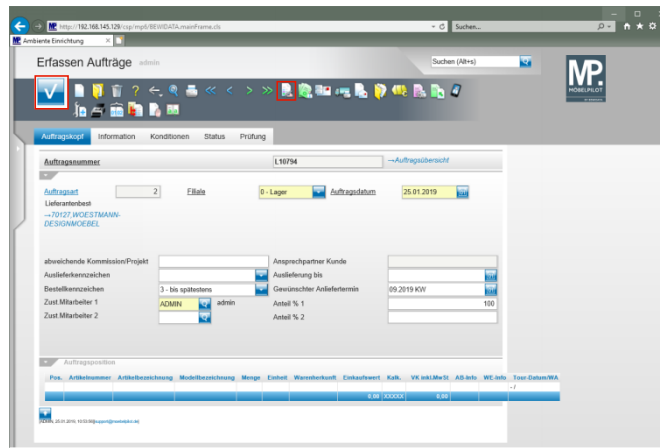 http://192.168.145.129/csp/mp8/BEWIDATA.mainFrame.cls
Suchen...
Ambiente Einrichtung
Erfassen Aufträge admin
Suchen (Alt+s)
MP.
MÖBELPILOT
Auftragskopf Information Konditionen Status Prüfung
Auftragsnummer L10794 →Auftragsübersicht
Auftragsart 2 Filiale 0 - Lager Auftragsdatum 25.01.2019
Lieferantenbest
→70127,WOESTMANN-
DESIGNMOEBEL
abweichende Kommission/Projekt Ansprechpartner Kunde
Auslieferkennzeichen Auslieferung bis
Bestellkennzeichen 3 - bis spätestens Gewünschter Anliefertermin 09.2019 KW
Zust.Mitarbeiter 1 ADMIN admin Anteil % 1 100
Zust.Mitarbeiter 2 Anteil % 2
Auftragsposition
Pos. Artikelnummer Artikelbezeichnung Modellbezeichnung Menge Einheit Warenherkunft Einkaufswert Kalk. VK inkl.MwSt AB-Info WE-Info Tour-Datum/WA
- /
0,00 XXXXX 0,00